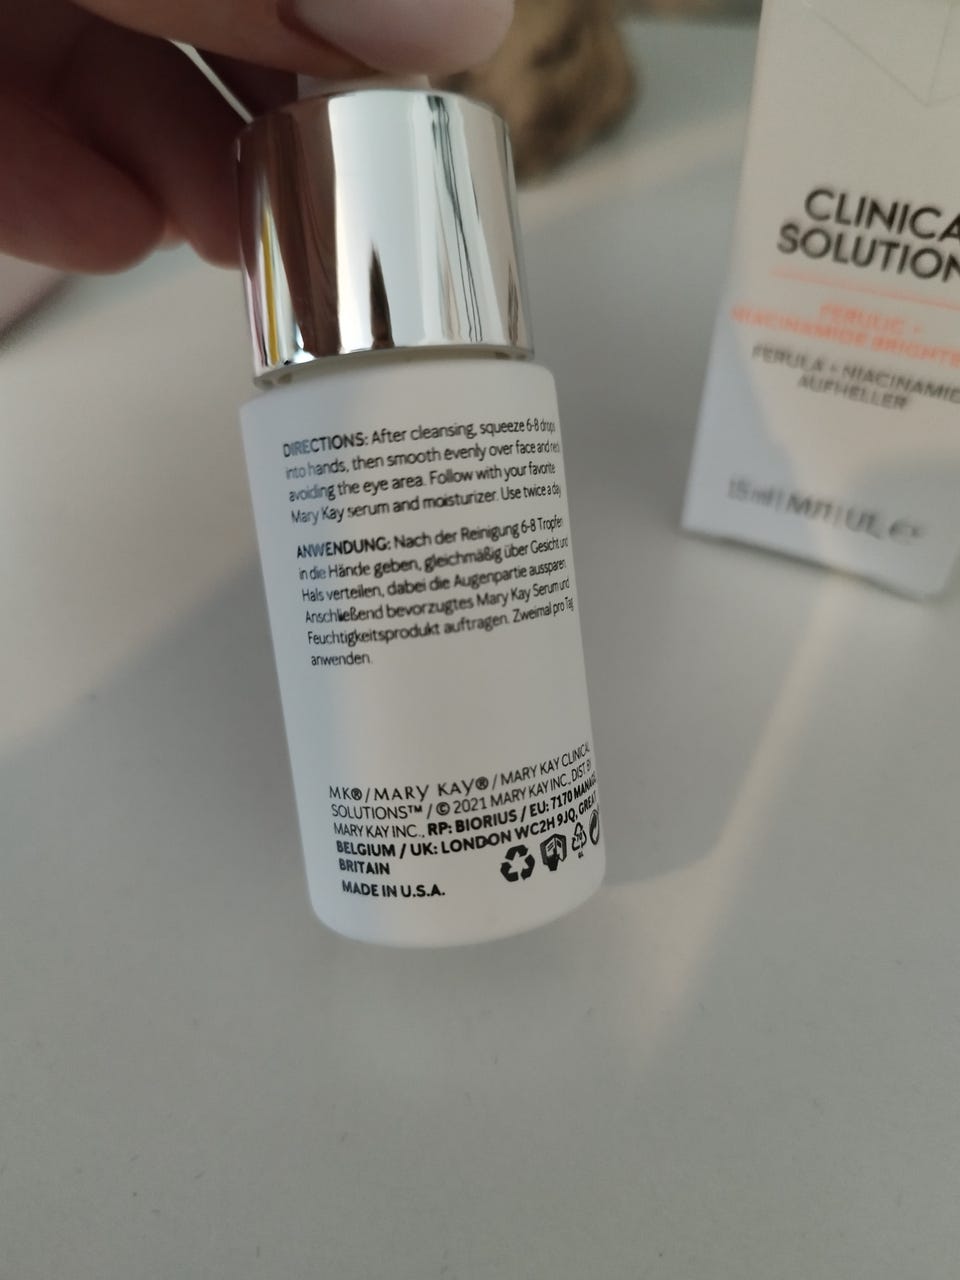 DIRECTIONS: After cleansing, squeeze 6-8 drops
into hands, then smooth evenly over face and neck
avoiding the eye area. Follow with your favorite
Mary Kay serum and moisturizer. Use twice a day
ANWENDUNG: Nach der Reinigung 6-8 Tropfen
in die Hände geben, gleichmäßig über Gesicht und
Hals verteilen, dabei die Augenpartie aussparen.
Anschließend bevorzugtes Mary Kay Serum und
Feuchtigkeitsprodukt auftragen. Zweimal pro Tag
anwenden.
MK® / MARY KAY® / MARY KAY CLINICAL
SOLUTIONS™ / © 2021 MARY KAY INC., DIST. BY
MARY KAY INC., RP: BIORIUS / EU: 7170 MANAGE
BELGIUM / UK: LONDON WC2H 9JQ, GREAT
BRITAIN
MADE IN U.S.A.
CLINICA
SOLUTION
FERULIC +
NIACINAMIDE BRIGHTE
FERULA + NIACINAMID
AUFHELLER
15 ml